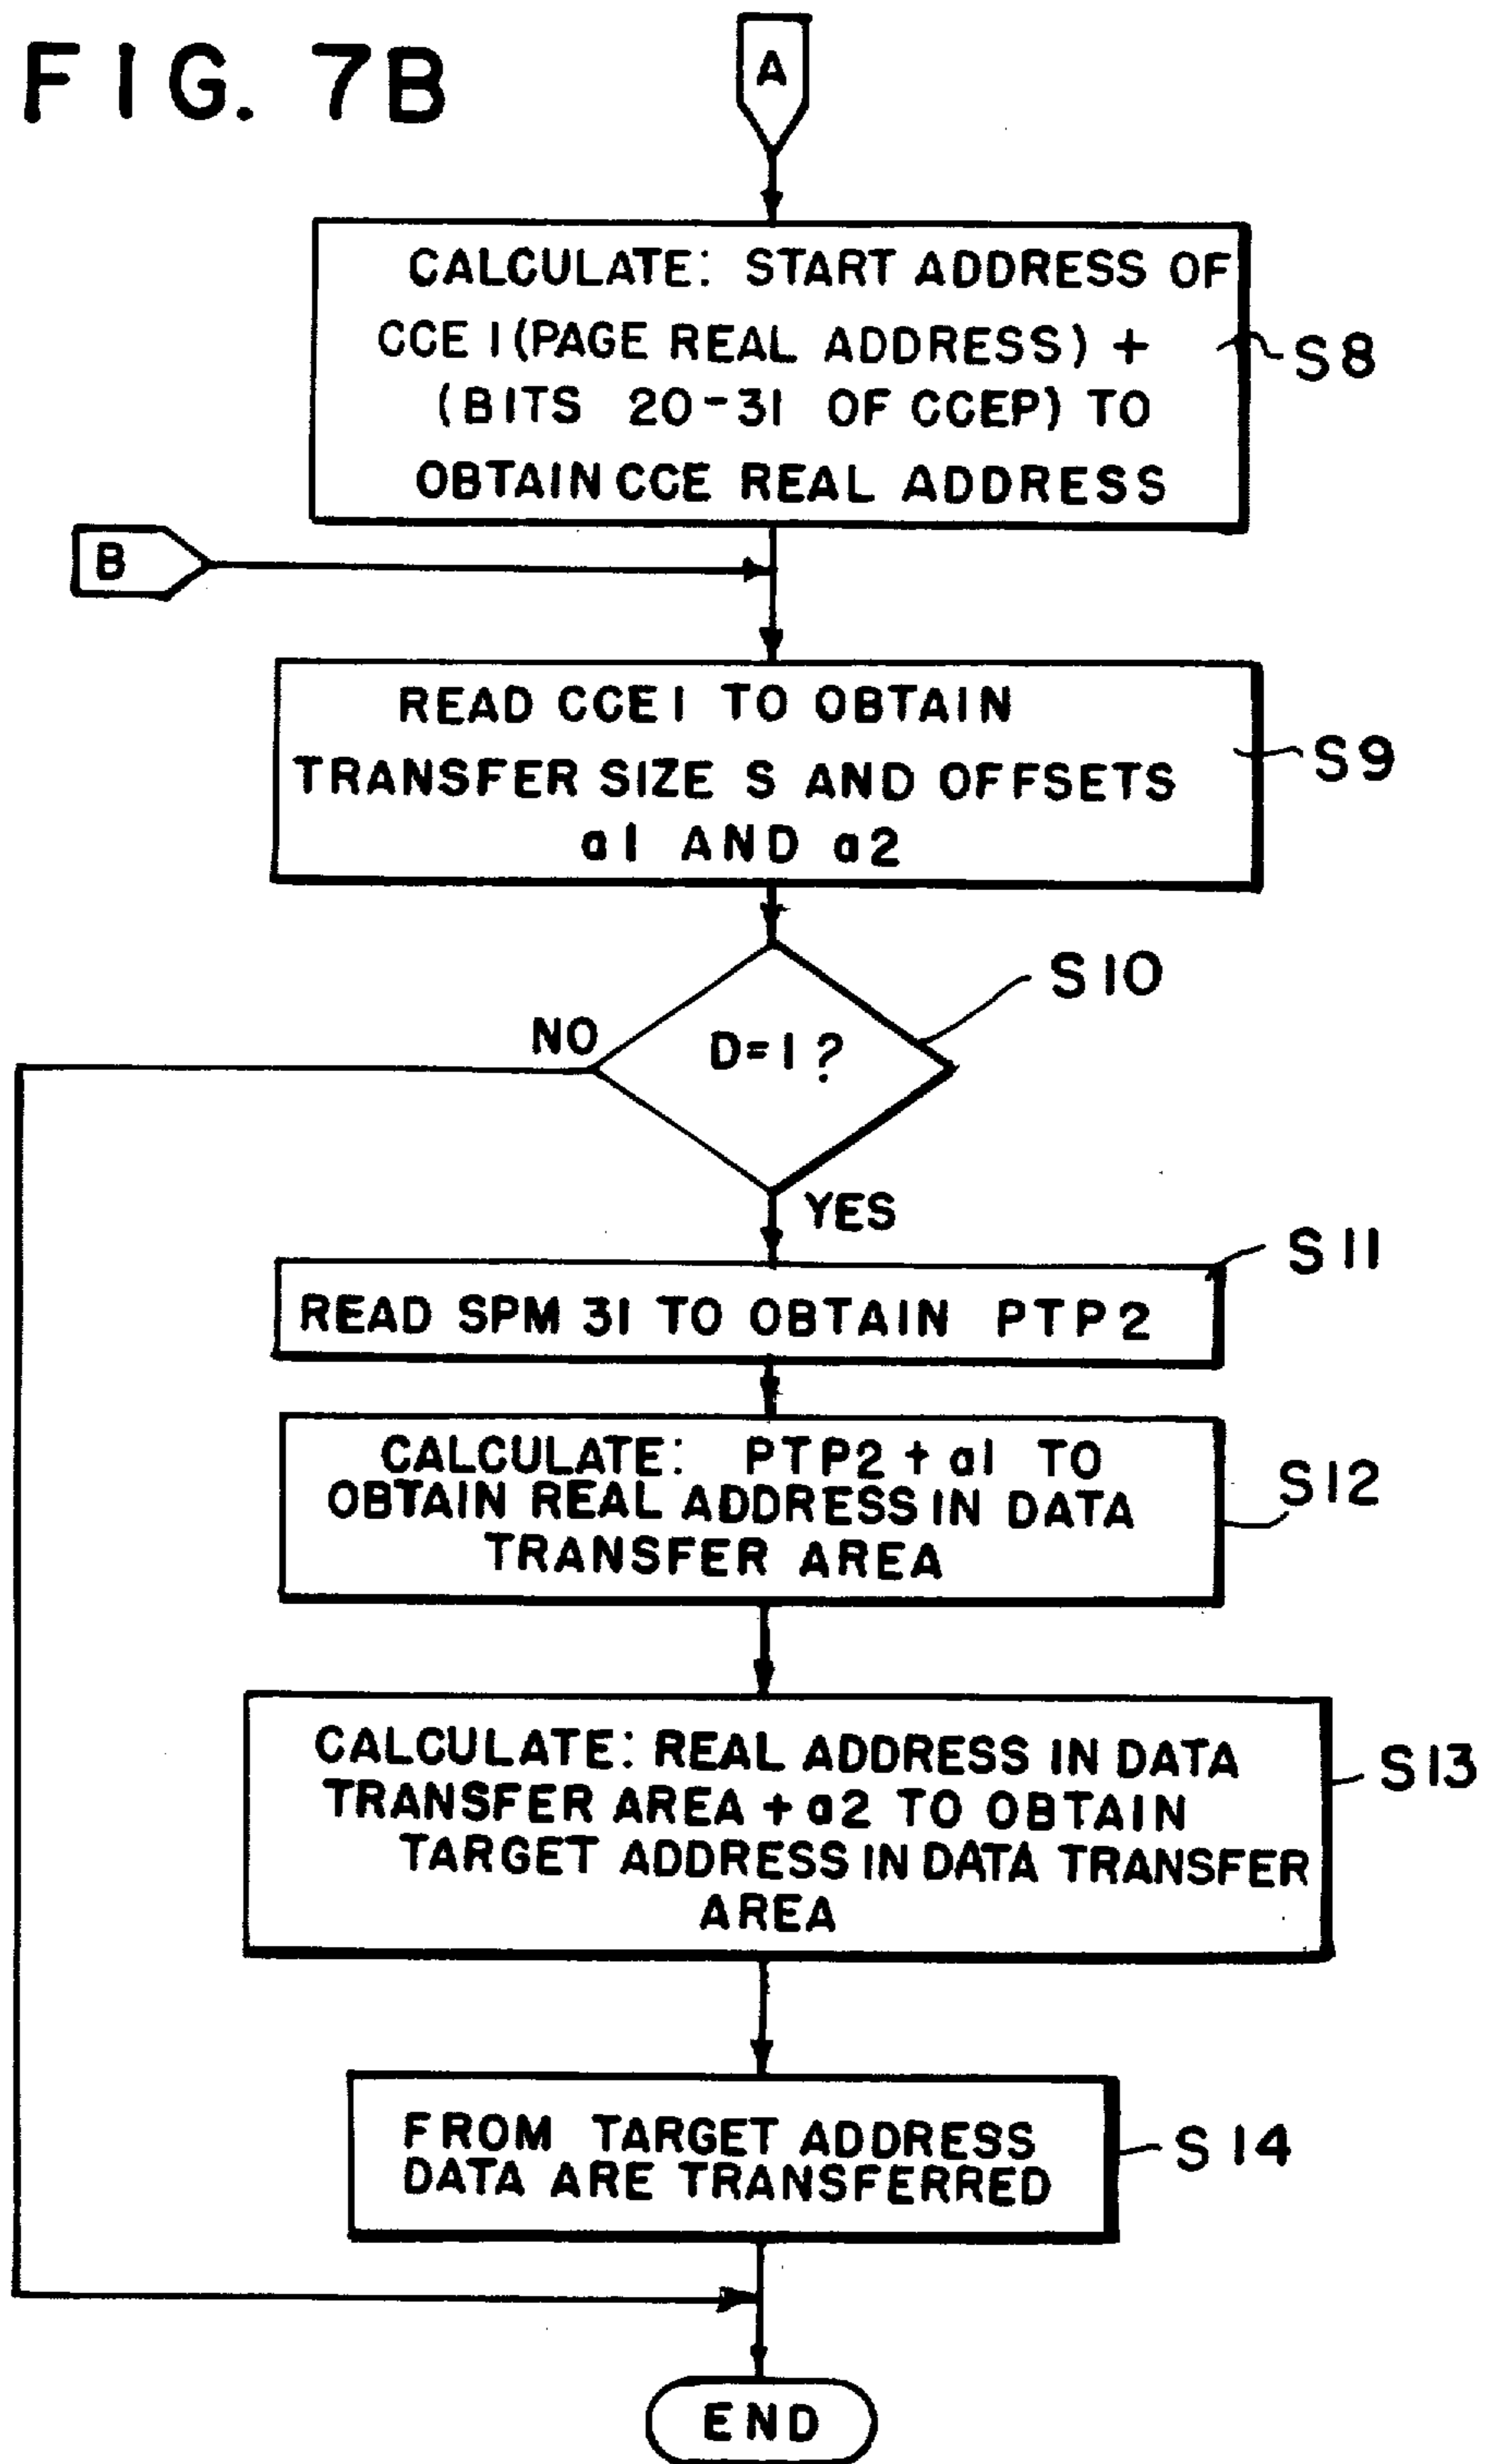 FIG. 7B
A
CALCULATE: START ADDRESS OF
CCE 1 (PAGE REAL ADDRESS) +
(BITS 20-31 OF CCEP) TO
OBTAIN CCE REAL ADDRESS
S8
B
READ CCE1 TO OBTAIN
TRANSFER SIZE S AND OFFSETS
a1 AND a2
S9
S10
NO
D=1?
YES
S11
READ SPM 31 TO OBTAIN PTP2
CALCULATE: PTP2 + a1 TO
OBTAIN REAL ADDRESS IN DATA
TRANSFER AREA
S12
CALCULATE: REAL ADDRESS IN DATA
TRANSFER AREA + a2 TO OBTAIN
TARGET ADDRESS IN DATA TRANSFER
AREA
S13
FROM TARGET ADDRESS
DATA ARE TRANSFERRED
S14
END